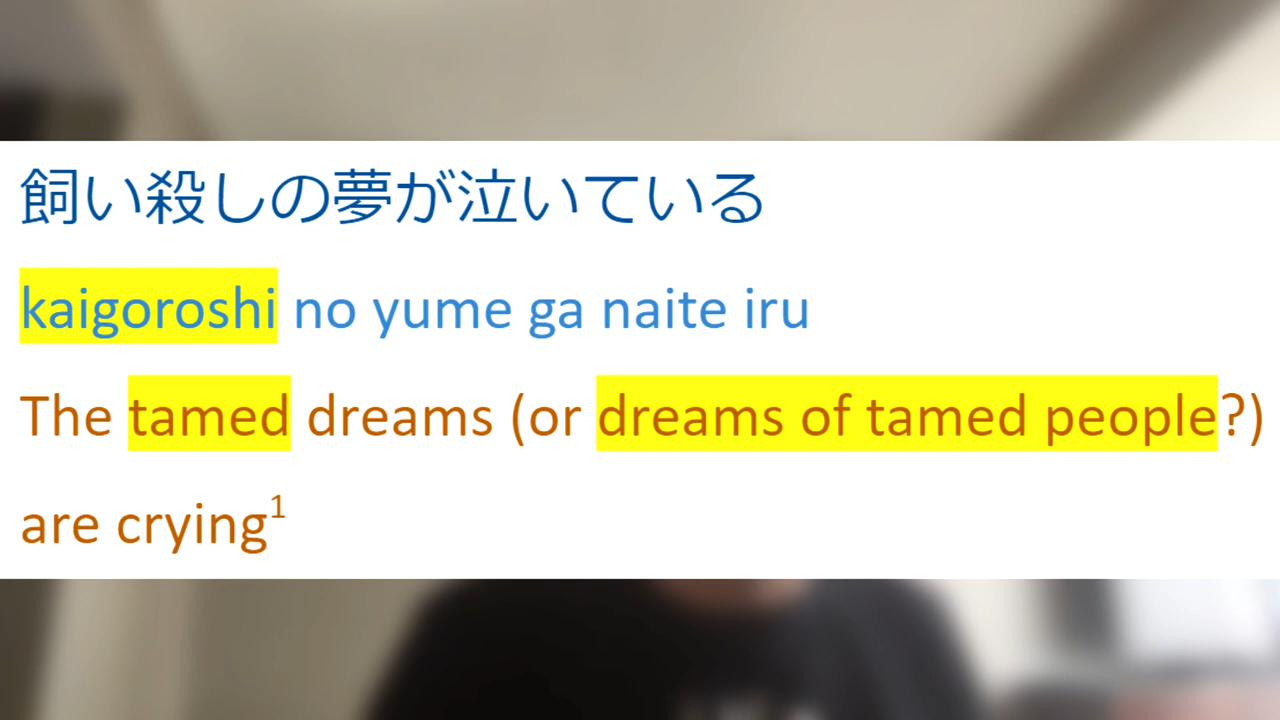 飼い殺しの夢が泣いている
kaigoroshi no yume ga naite iru
The tamed dreams (or dreams of tamed people?)
are crying1